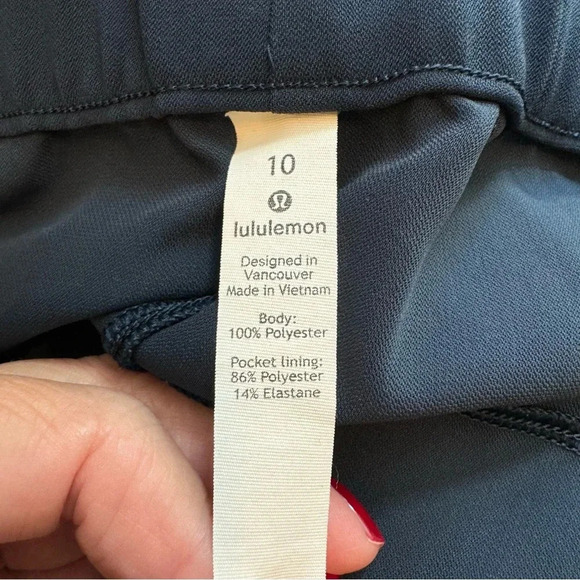 10
lululemon
Designed in
Vancouver
Made in Vietnam
Body:
100% Polyester
Pocket lining:
86% Polyester
14% Elastane